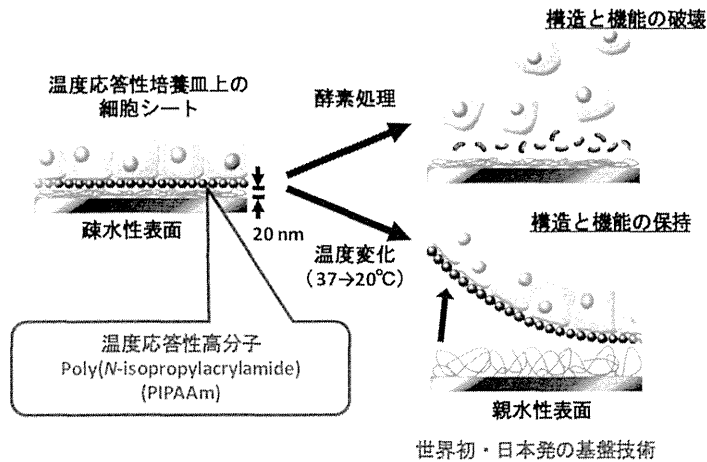 構造と機能の破壊
温度応答性培養皿上の
細胞シート
酵素処理
疎水性表面
20 nm
構造と機能の保持
温度変化
(37→20℃)
温度応答性高分子
Poly(N-isopropylacrylamide)
(PIPAAm)
親水性表面
世界初・日本発の基盤技術